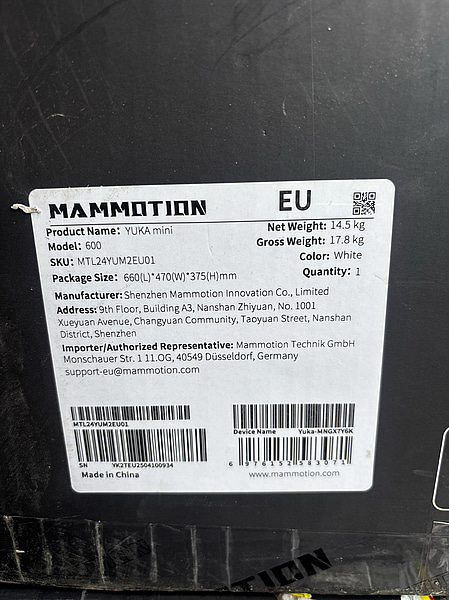 MAMMOTION
EU
Product Name: YUKA mini
Net Weight: 14.5 kg
Model: 600
Gross Weight: 17.8 kg
SKU: MTL24YUM2EU01
Color: White
Package Size: 660(L)*470(W)*375(H)mm
Quantity: 1
Manufacturer: Shenzhen Mammotion Innovation Co., Limited
Address: 9th Floor, Building A3, Nanshan Zhiyuan, No. 1001
Xueyuan Avenue, Changyuan Community, Taoyuan Street, Nanshan
District, Shenzhen
Importer/Authorized Representative: Mammotion Technik GmbH
Monschauer Str. 1 11.OG, 40549 Düsseldorf, Germany
support-eu@mammotion.com
MTL24YUM2EU01
Device Name Yuka-MNGX7Y6K
SN YK2TEU2504100934
6 976152 583071
Made in China
www.mammotion.com
MOTION